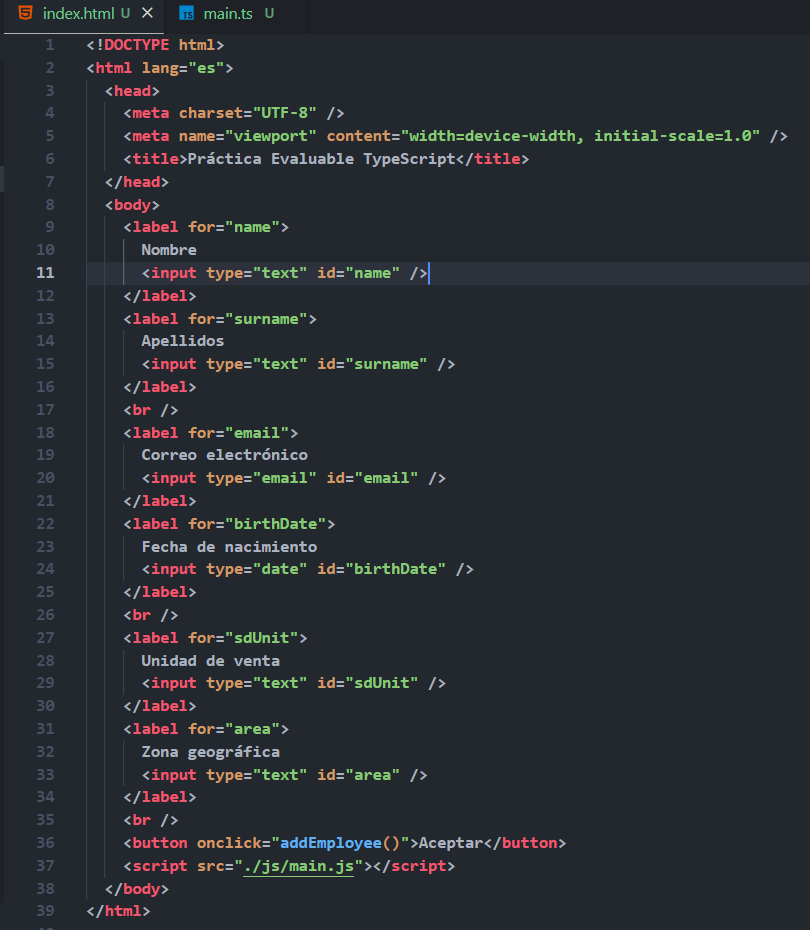 index.html U ×  TS main.ts U
1 <!DOCTYPE html>
2 <html lang="es">
3   <head>
4     <meta charset="UTF-8" />
5     <meta name="viewport" content="width=device-width, initial-scale=1.0" />
6     <title>Práctica Evaluable TypeScript</title>
7   </head>
8   <body>
9     <label for="name">
10       Nombre
11       <input type="text" id="name" />
12     </label>
13     <label for="surname">
14       Apellidos
15       <input type="text" id="surname" />
16     </label>
17     <br />
18     <label for="email">
19       Correo electrónico
20       <input type="email" id="email" />
21     </label>
22     <label for="birthDate">
23       Fecha de nacimiento
24       <input type="date" id="birthDate" />
25     </label>
26     <br />
27     <label for="sdUnit">
28       Unidad de venta
29       <input type="text" id="sdUnit" />
30     </label>
31     <label for="area">
32       Zona geográfica
33       <input type="text" id="area" />
34     </label>
35     <br />
36     <button onclick="addEmployee()">Aceptar</button>
37     <script src="./js/main.js"></script>
38   </body>
39 </html>